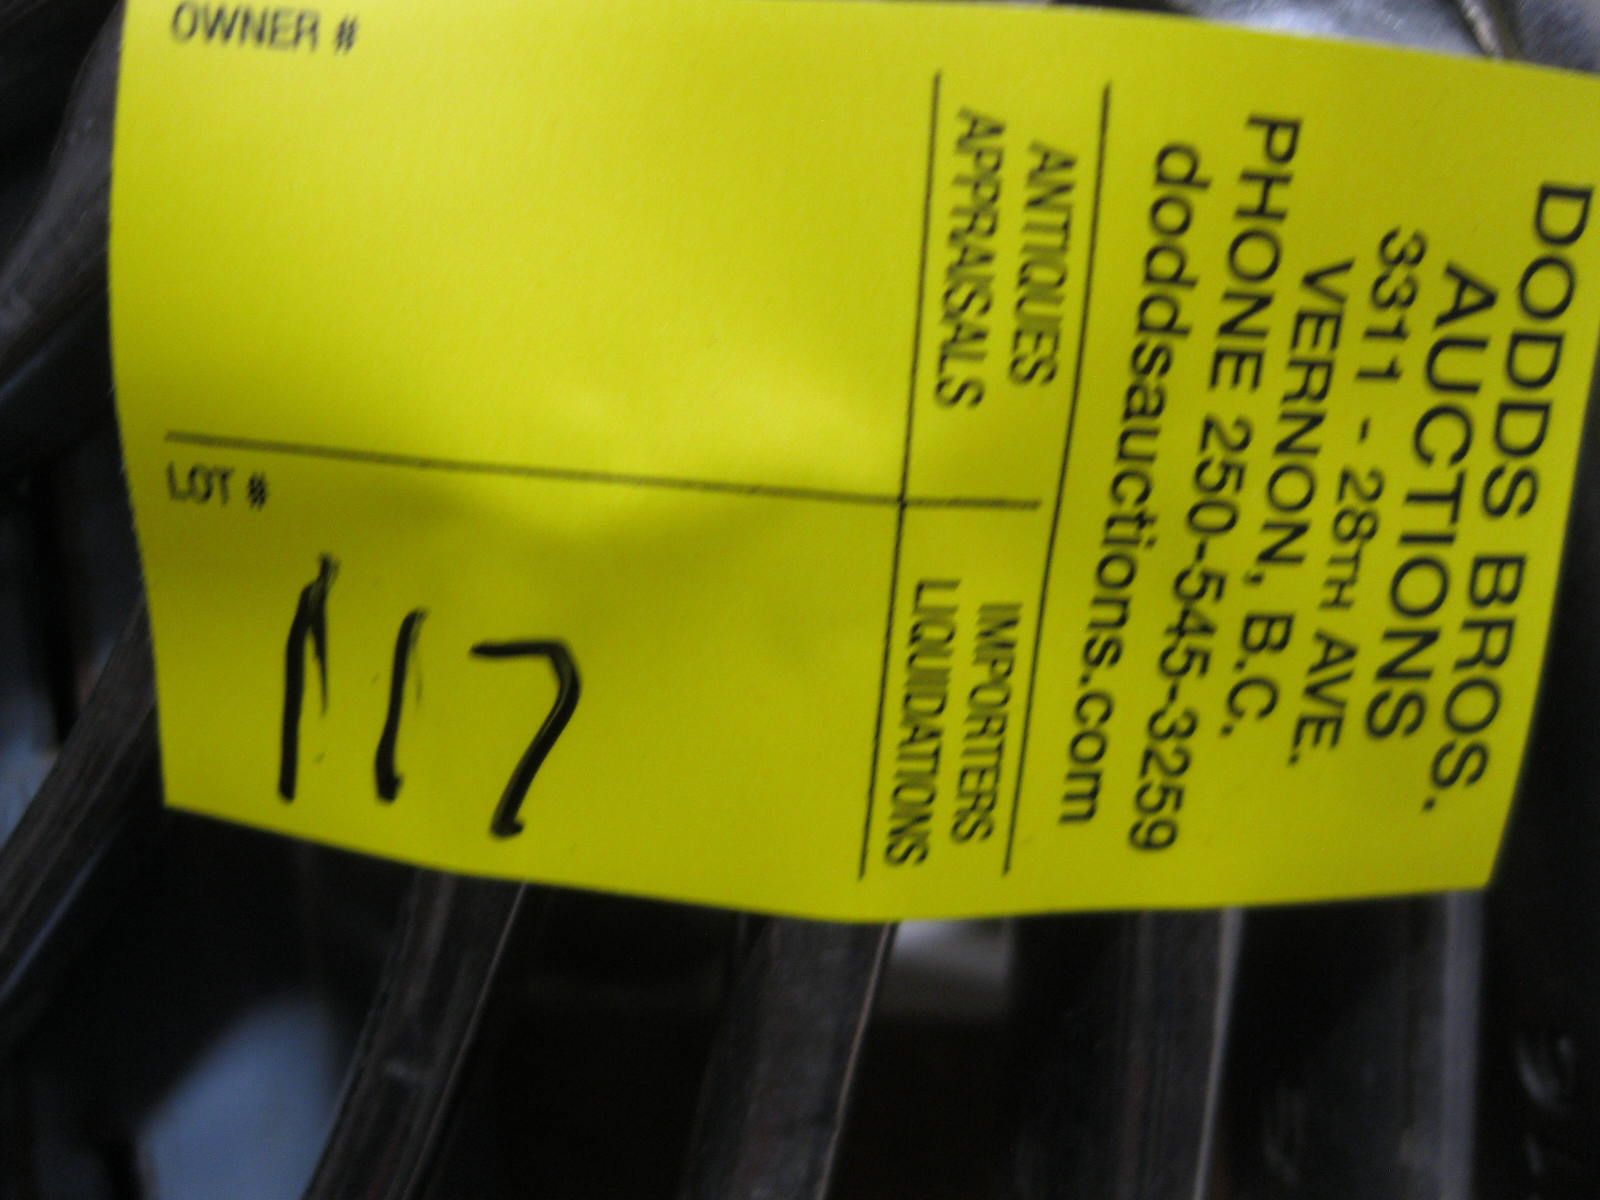 DODDS BROS.
AUCTIONS
3311 - 28TH AVE.
VERNON, B.C.
PHONE 250-545-3259
doddsauctions.com
ANTIQUES
APPRAISALS
IMPORTERS
LIQUIDATIONS
OWNER #
LOT #
117